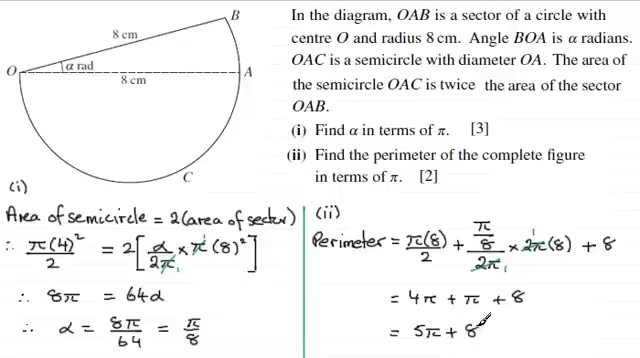 B
8 cm
O
α rad
8 cm
A
C
In the diagram, OAB is a sector of a circle with
centre O and radius 8 cm. Angle BOA is α radians.
OAC is a semicircle with diameter OA. The area of
the semicircle OAC is twice the area of the sector
OAB.
(i) Find α in terms of π. [3]
(ii) Find the perimeter of the complete figure
in terms of π. [2]
(i)
Area of semicircle = 2(area of sector)
∴ π(4)²/2 = 2[α/2π₁ × π¹(8)²]
∴ 8π = 64α
∴ α = 8π/64 = π/8
(ii)
Perimeter = π(8)/2 + (π/8)/2π₁ × 2π¹(8) + 8
= 4π + π + 8
= 5π + 8